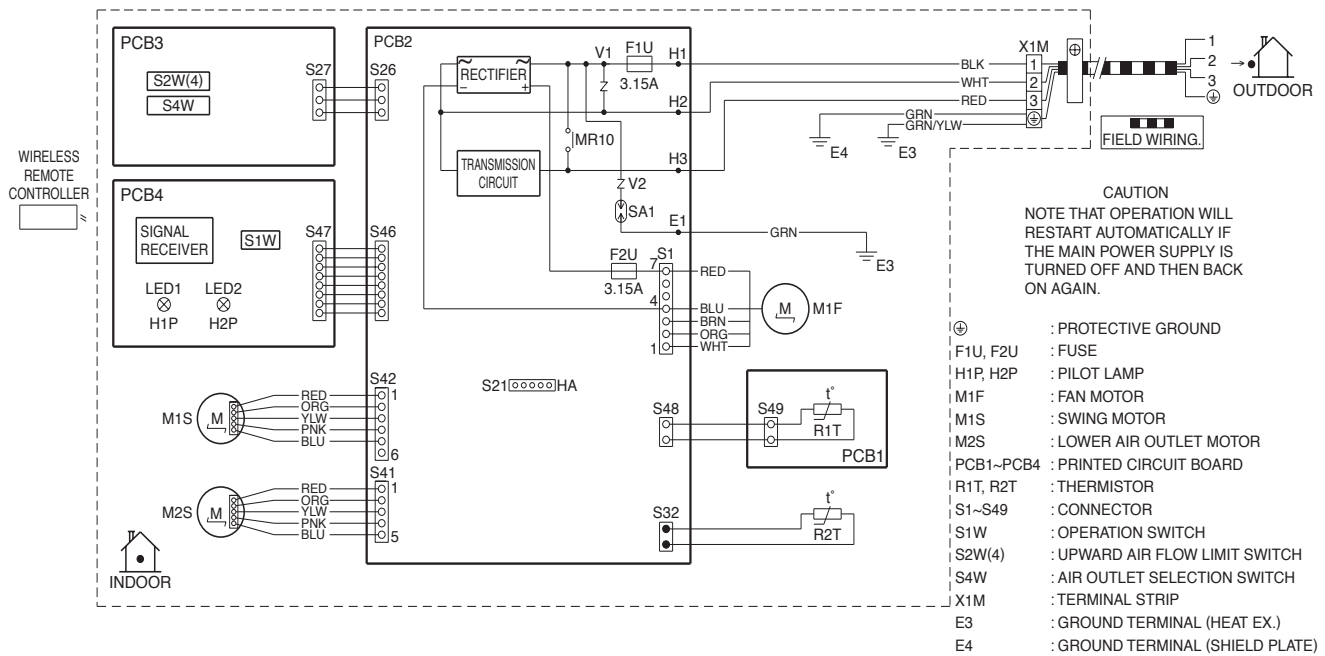 PCB3
S2W(4)
S4W
S27
S26
PCB2
RECTIFIER
~
~
−
+
V1
F1U
3.15A
Z
H1
H2
H3
MR10
TRANSMISSION
CIRCUIT
Z V2
SA1
E1
GRN
E3
BLK
WHT
RED
GRN
GRN/YLW
E4
E3
X1M
1
2
3
1
2
3
OUTDOOR
FIELD WIRING.
WIRELESS
REMOTE
CONTROLLER
PCB4
SIGNAL
RECEIVER
S1W
S47
S46
LED1
LED2
H1P
H2P
F2U
3.15A
S1
7
4
1
RED
BLU
BRN
ORG
WHT
M
M1F
S21
HA
M1S
M
RED
ORG
YLW
PNK
BLU
S42
1
6
M2S
M
RED
ORG
YLW
PNK
BLU
S41
1
5
S48
S49
t°
R1T
PCB1
S32
t°
R2T
INDOOR
CAUTION
NOTE THAT OPERATION WILL
RESTART AUTOMATICALLY IF
THE MAIN POWER SUPPLY IS
TURNED OFF AND THEN BACK
ON AGAIN.
: PROTECTIVE GROUND
F1U, F2U : FUSE
H1P, H2P : PILOT LAMP
M1F : FAN MOTOR
M1S : SWING MOTOR
M2S : LOWER AIR OUTLET MOTOR
PCB1~PCB4 : PRINTED CIRCUIT BOARD
R1T, R2T : THERMISTOR
S1~S49 : CONNECTOR
S1W : OPERATION SWITCH
S2W(4) : UPWARD AIR FLOW LIMIT SWITCH
S4W : AIR OUTLET SELECTION SWITCH
X1M : TERMINAL STRIP
E3 : GROUND TERMINAL (HEAT EX.)
E4 : GROUND TERMINAL (SHIELD PLATE)